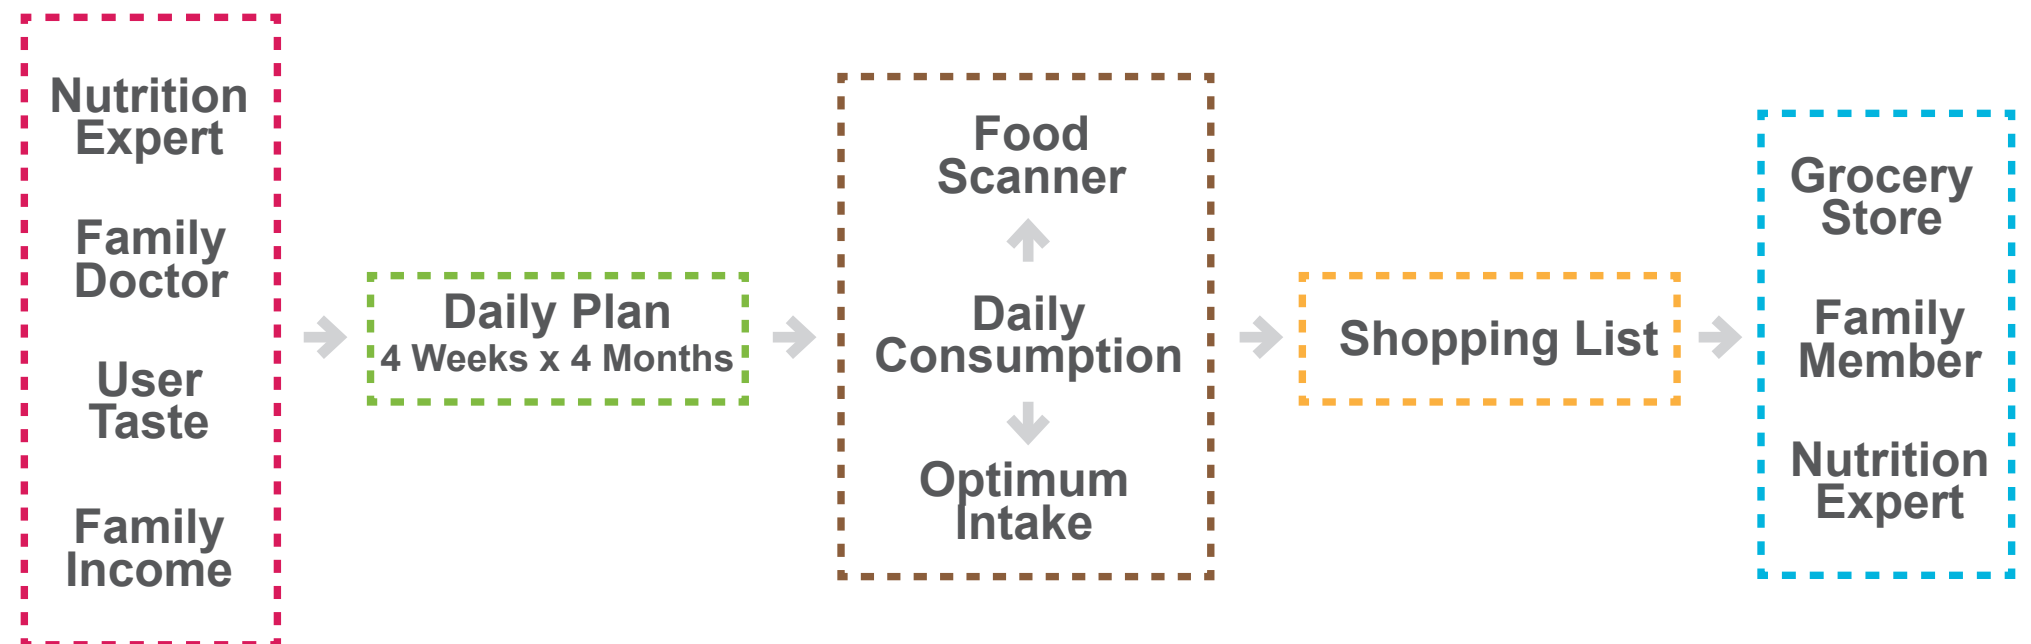 Nutrition
Expert
Family
Doctor
User
Taste
Family
Income
Daily Plan
4 Weeks x 4 Months
Food
Scanner
Daily
Consumption
Optimum
Intake
Shopping List
Grocery
Store
Family
Member
Nutrition
Expert